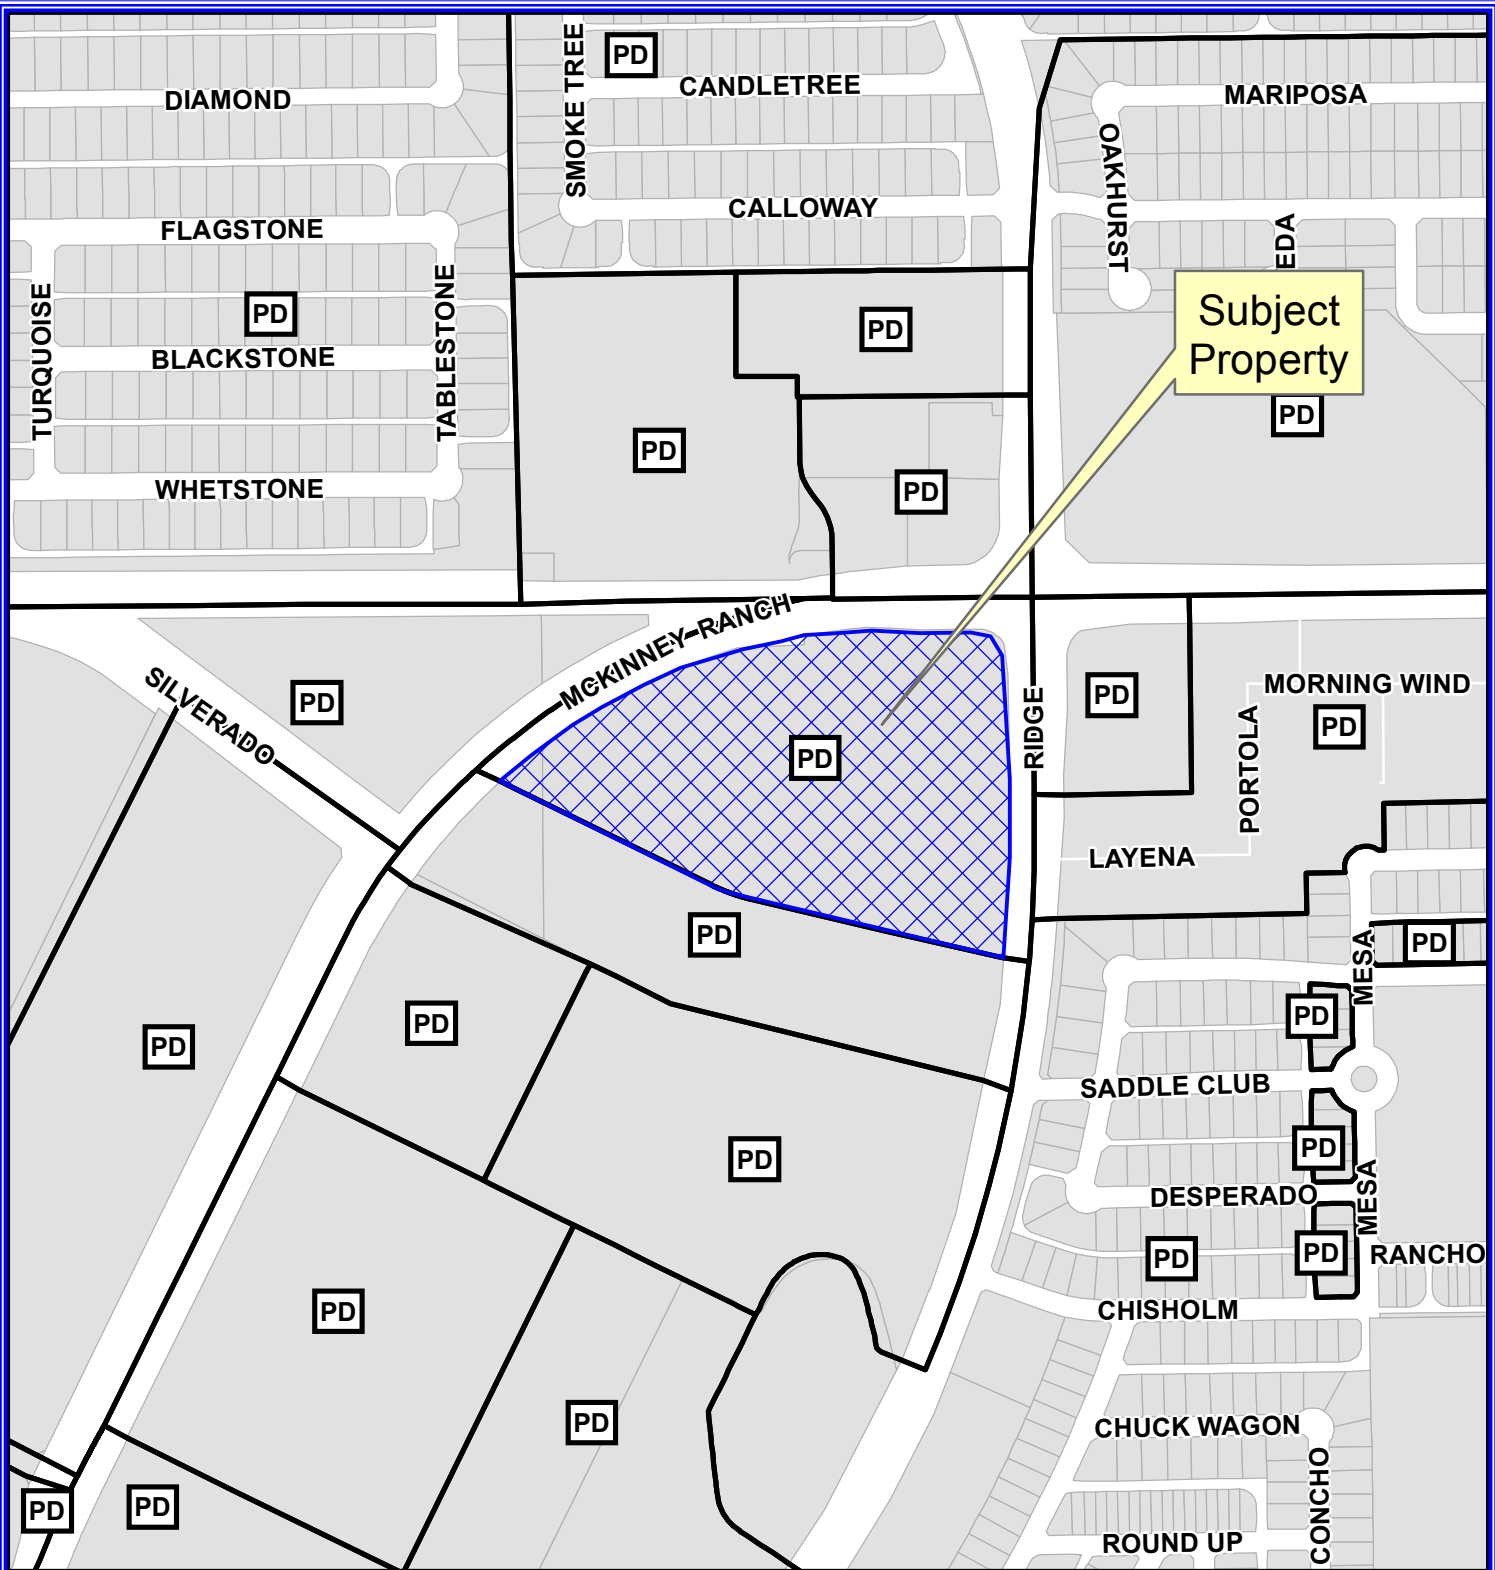 SMOKE TREE
PD
CANDLETREE
MARIPOSA
DIAMOND
OAKHURST
CALLOWAY
FLAGSTONE
EDA
TURQUOISE
PD
TABLESTONE
BLACKSTONE
WHETSTONE
PD
Subject
Property
PD
PD
PD
MCKINNEY RANCH
SILVERADO
PD
PD
RIDGE
PD
MORNING WIND
PD
PORTOLA
LAYENA
PD
MESA
PD
PD
PD
PD
SADDLE CLUB
PD
PD
MESA
DESPERADO
PD
PD
RANCHO
PD
CHISHOLM
PD
CHUCK WAGON
CONCHO
PD
PD
ROUND UP